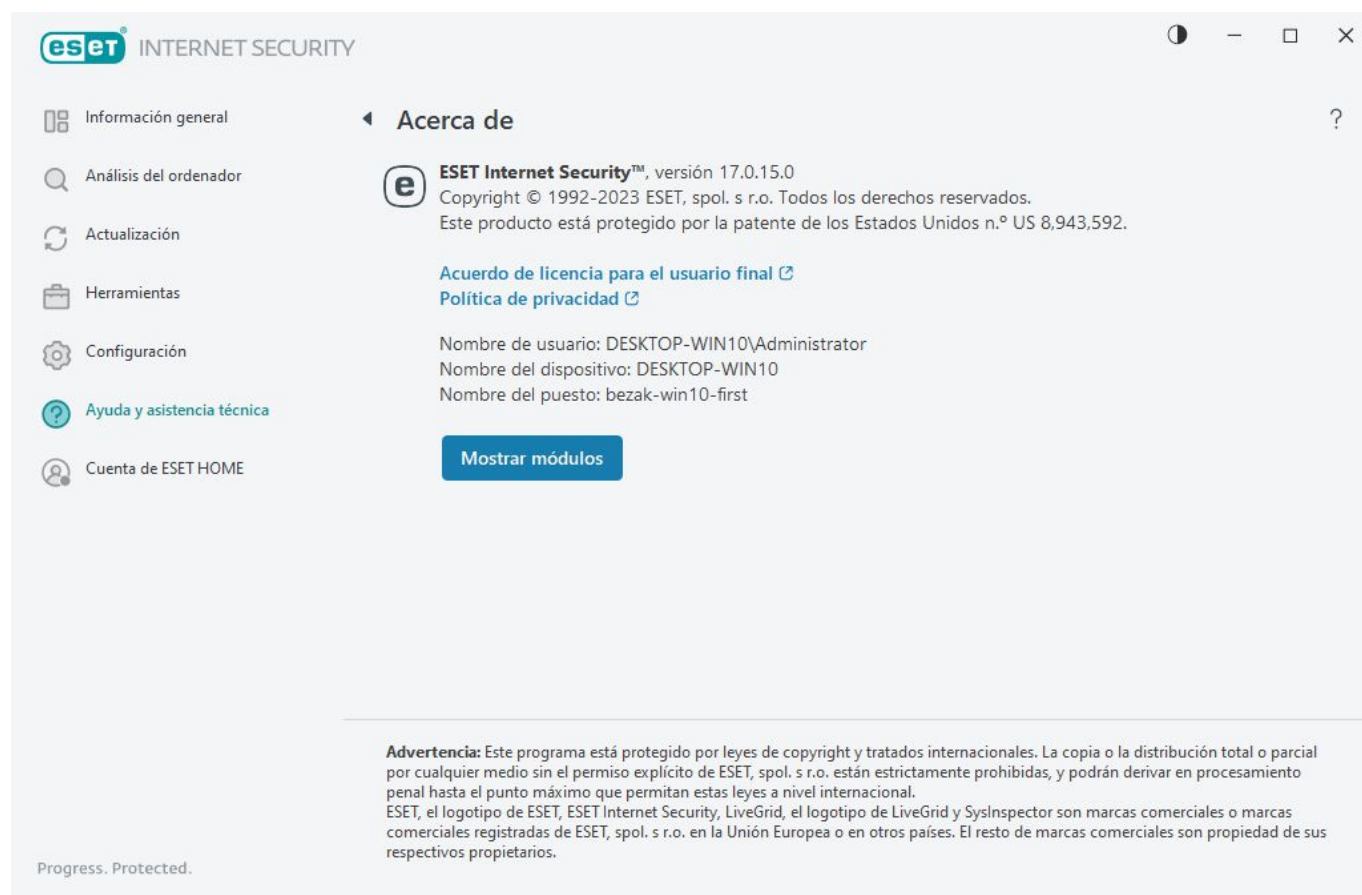 eset® INTERNET SECURITY
Información general
Análisis del ordenador
Actualización
Herramientas
Configuración
Ayuda y asistencia técnica
Cuenta de ESET HOME
Acerca de
?
e
ESET Internet Security™, versión 17.0.15.0
Copyright © 1992-2023 ESET, spol. s r.o. Todos los derechos reservados.
Este producto está protegido por la patente de los Estados Unidos n.º US 8,943,592.
Acuerdo de licencia para el usuario final
Política de privacidad
Nombre de usuario: DESKTOP-WIN10\Administrator
Nombre del dispositivo: DESKTOP-WIN10
Nombre del puesto: bezak-win10-first
Mostrar módulos
Advertencia: Este programa está protegido por leyes de copyright y tratados internacionales. La copia o la distribución total o parcial
por cualquier medio sin el permiso explícito de ESET, spol. s r.o. están estrictamente prohibidas, y podrán derivar en procesamiento
penal hasta el punto máximo que permitan estas leyes a nivel internacional.
ESET, el logotipo de ESET, ESET Internet Security, LiveGrid, el logotipo de LiveGrid y SysInspector son marcas comerciales o marcas
comerciales registradas de ESET, spol. s r.o. en la Unión Europea o en otros países. El resto de marcas comerciales son propiedad de sus
respectivos propietarios.
Progress. Protected.